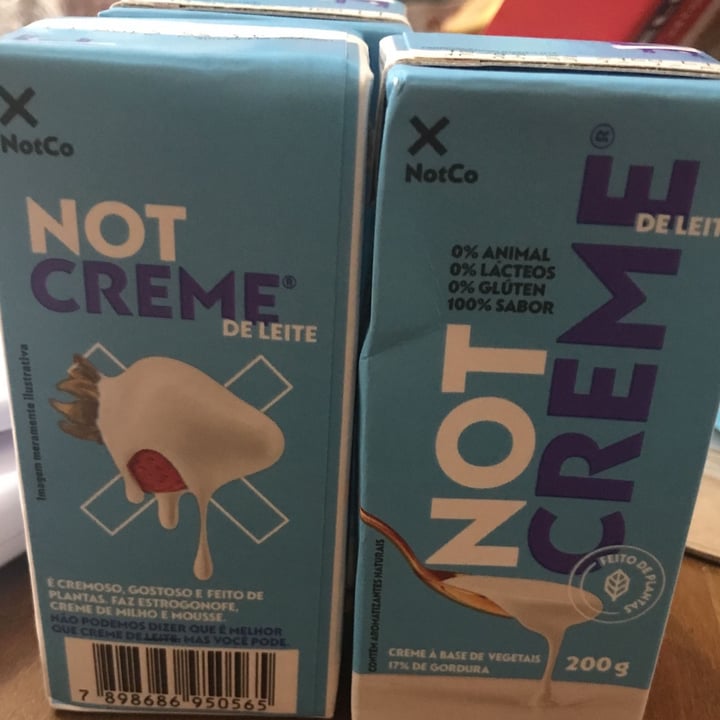 NotCo
NOT
CREME®
DE LEITE
Imagem meramente ilustrativa
É CREMOSO, GOSTOSO E FEITO DE
PLANTAS. FAZ ESTROGONOFE,
CREME DE MILHO E MOUSSE.
NÃO PODEMOS DIZER QUE É MELHOR
QUE CREME DE LEITE. MAS VOCÊ PODE.
7 898686 950565
NotCo
0% ANIMAL
0% LÁCTEOS
0% GLÚTEN
100% SABOR
NOT
CREME®
DE LEIT
CONTÉM AROMATIZANTES NATURAIS
FEITO DE PLANTAS
CREME À BASE DE VEGETAIS
17% DE GORDURA
200g